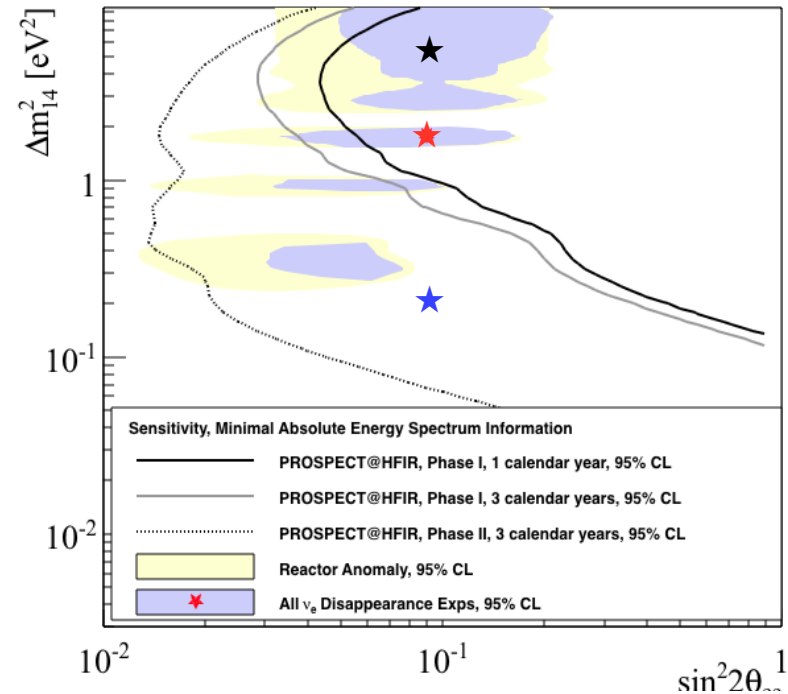 Δm²₁₄ [eV²]
1
10⁻¹
10⁻²
Sensitivity, Minimal Absolute Energy Spectrum Information
PROSPECT@HFIR, Phase I, 1 calendar year, 95% CL
PROSPECT@HFIR, Phase I, 3 calendar years, 95% CL
PROSPECT@HFIR, Phase II, 3 calendar years, 95% CL
Reactor Anomaly, 95% CL
All νₑ Disappearance Exps, 95% CL
10⁻² 10⁻¹ 1
sin²2θₑₑ